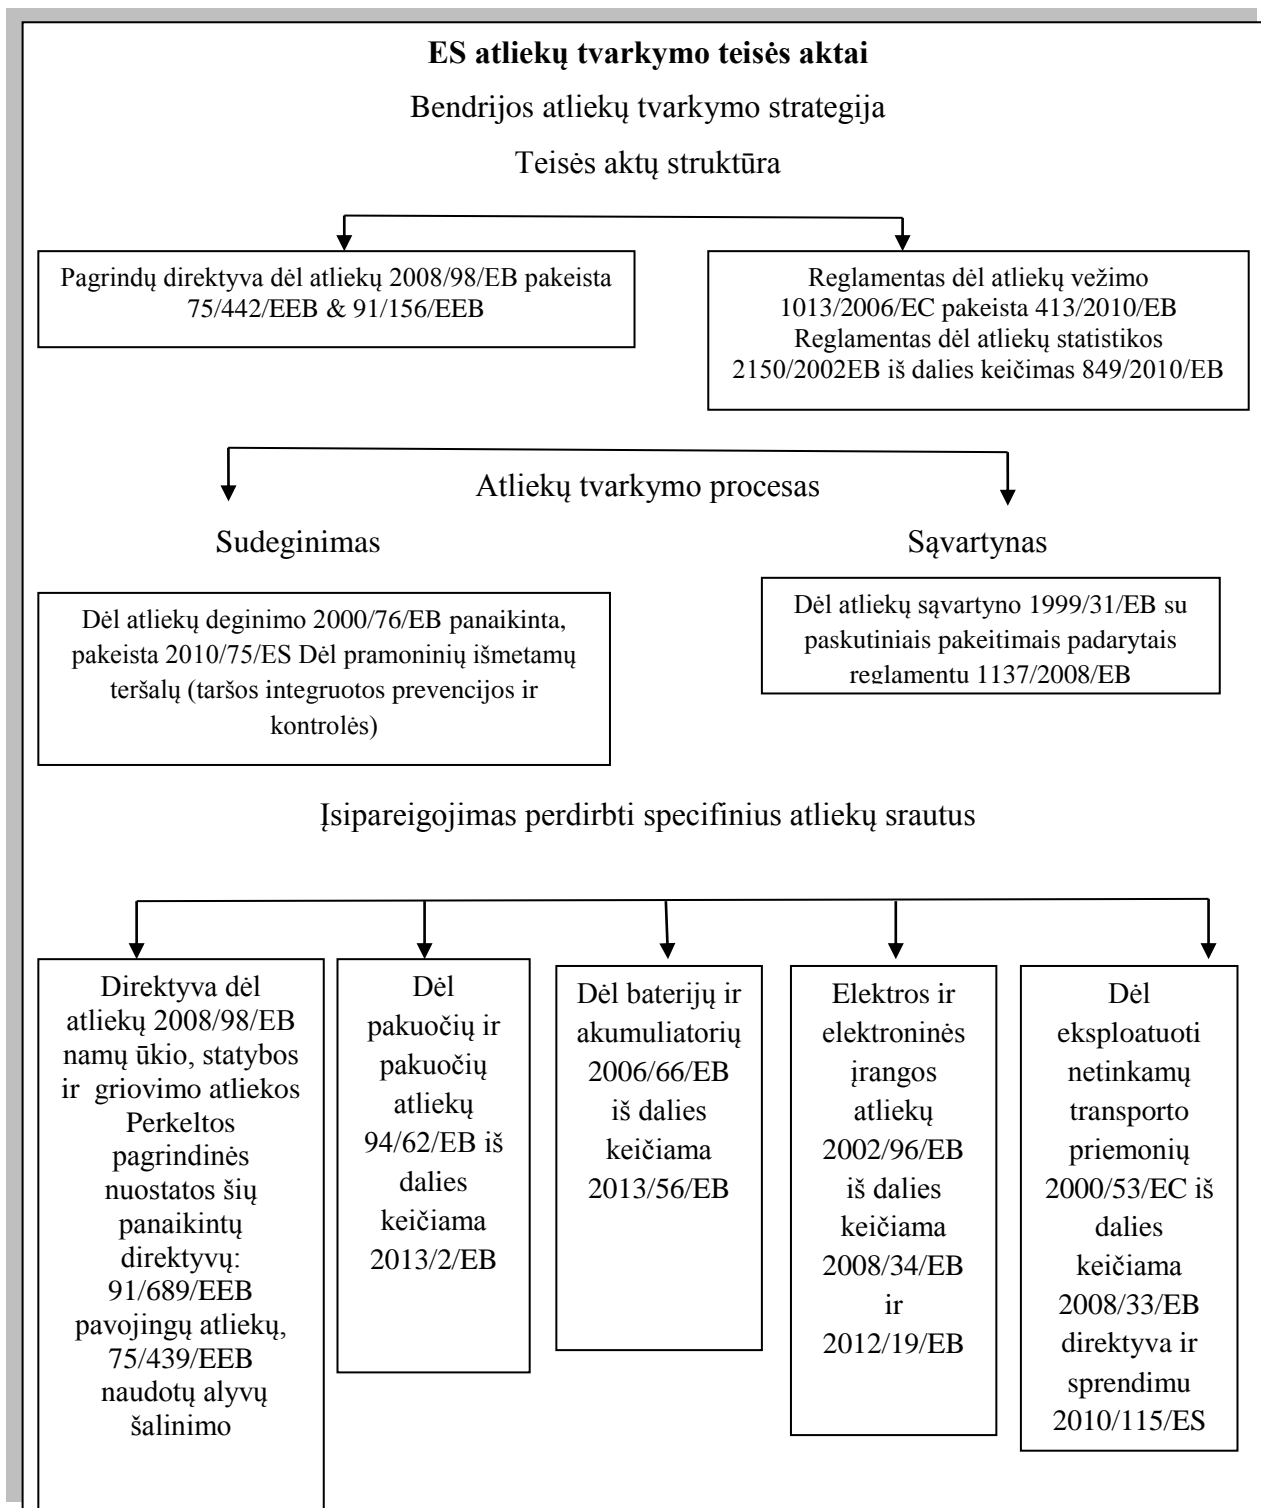 ES atliekų tvarkymo teisės aktai
Bendrijos atliekų tvarkymo strategija
Teisės aktų struktūra
Pagrindų direktyva dėl atliekų 2008/98/EB pakeista
75/442/EEB & 91/156/EEB
Reglamentas dėl atliekų vežimo
1013/2006/EC pakeista 413/2010/EB
Reglamentas dėl atliekų statistikos
2150/2002EB iš dalies keičimas 849/2010/EB
Atliekų tvarkymo procesas
Sudeginimas
Sąvartynas
Dėl atliekų deginimo 2000/76/EB panaikinta,
pakeista 2010/75/ES Dėl pramoninių išmetamų
teršalų (taršos integruotos prevencijos ir
kontrolės)
Dėl atliekų sąvartyno 1999/31/EB su
paskutiniais pakeitimais padarytais
reglamentu 1137/2008/EB
Įsipareigojimas perdirbti specifinius atliekų srautus
Direktyva dėl
atliekų 2008/98/EB
namų ūkio, statybos
ir griovimo atliekos
Perkeltos
pagrindinės
nuostatos šių
panaikintų
direktyvų:
91/689/EEB
pavojingų atliekų,
75/439/EEB
naudotų alyvų
šalinimo
Dėl
pakuočių ir
pakuočių
atliekų
94/62/EB iš
dalies
keičiama
2013/2/EB
Dėl baterijų ir
akumuliatorių
2006/66/EB
iš dalies
keičiama
2013/56/EB
Elektros ir
elektroninės
įrangos
atliekų
2002/96/EB
iš dalies
keičiama
2008/34/EB
ir
2012/19/EB
Dėl
eksploatuoti
netinkamų
transporto
priemonių
2000/53/EC iš
dalies
keičiama
2008/33/EB
direktyva ir
sprendimu
2010/115/ES